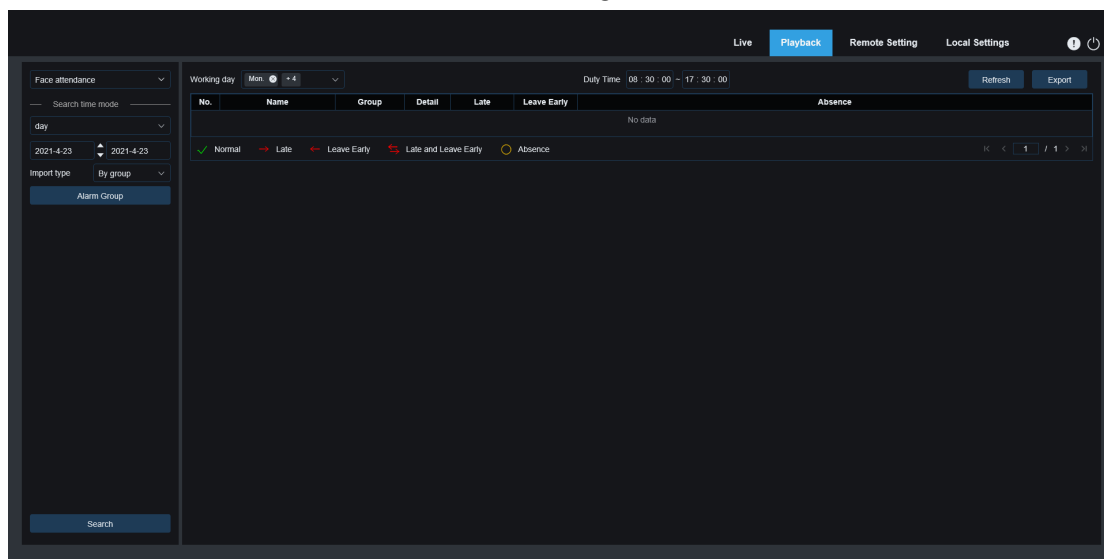 Live Playback Remote Setting Local Settings
Face attendance
Search time mode
day
2021-4-23 2021-4-23
Import type By group
Alarm Group
Search
Working day Mon. + 4 Duty Time 08 : 30 : 00 ~ 17 : 30 : 00 Refresh Export
No. Name Group Detail Late Leave Early Absence
No data
Normal Late Leave Early Late and Leave Early Absence 1 / 1